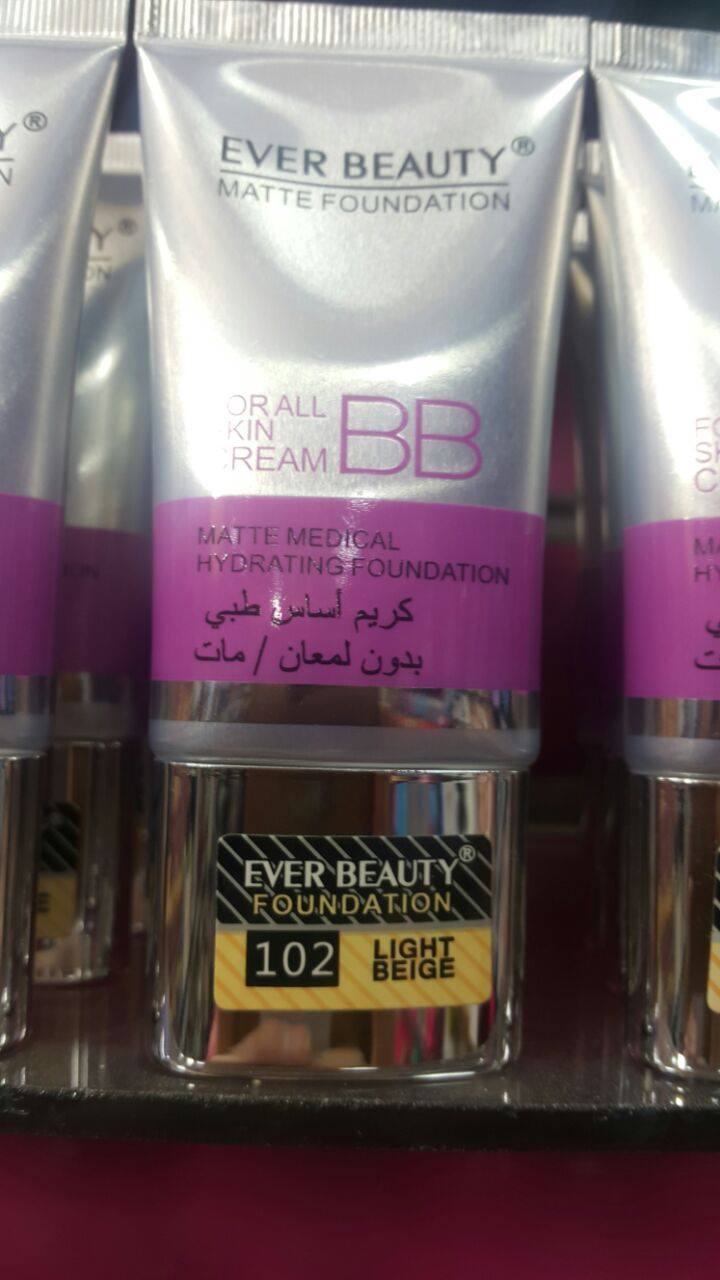 EVER BEAUTY®
MATTE FOUNDATION
FOR ALL
SKIN
CREAM BB
MATTE MEDICAL
HYDRATING FOUNDATION
كريم أساس طبي
بدون لمعان / مات
EVER BEAUTY®
FOUNDATION
102 LIGHT
BEIGE